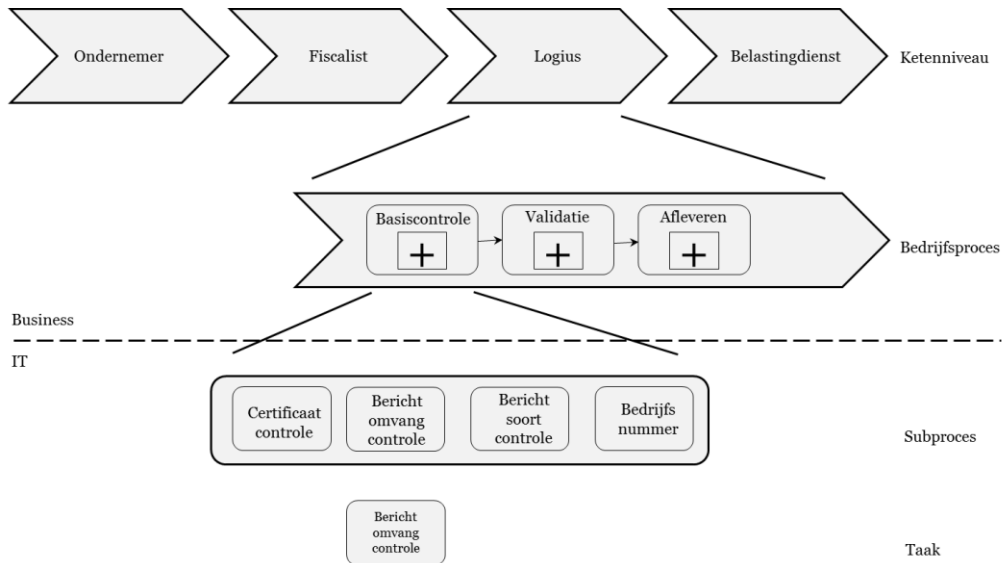 Ondernemer
Fiscalist
Logius
Belastingdienst
Ketenniveau
Basiscontrole
Validatie
Afleveren
Bedrijfsproces
Business
IT
Certificaat
controle
Bericht
omvang
controle
Bericht
soort
controle
Bedrijfs
nummer
Subproces
Bericht
omvang
controle
Taak